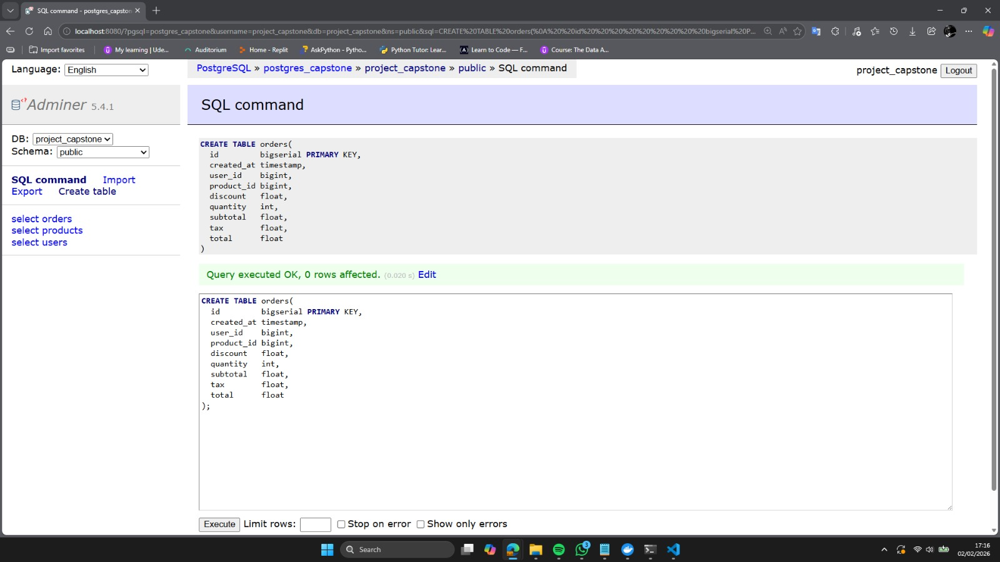 SQL command - postgres_capston
localhost:8080/?pgsql=postgres_capstone&username=project_capstone&db=project_capstone&ns=public&sql=CREATE%20TABLE%20orders(%0A%20%20id%20%20%20%20%20%20%20%20%20bigserial%20P...
Import favorites
My learning | Ude...
Auditorium
Home - Replit
AskPython - Pytho...
Python Tutor: Lear...
Learn to Code — F...
Course: The Data A...
Language: English
PostgreSQL » postgres_capstone » project_capstone » public » SQL command
project_capstone Logout
Adminer 5.4.1
SQL command
DB: project_capstone
Schema: public
SQL command Import
Export Create table
select orders
select products
select users
CREATE TABLE orders(
id bigserial PRIMARY KEY,
created_at timestamp,
user_id bigint,
product_id bigint,
discount float,
quantity int,
subtotal float,
tax float,
total float
)
Query executed OK, 0 rows affected. (0.020 s) Edit
CREATE TABLE orders(
id bigserial PRIMARY KEY,
created_at timestamp,
user_id bigint,
product_id bigint,
discount float,
quantity int,
subtotal float,
tax float,
total float
);
Execute Limit rows: Stop on error Show only errors
Search
3
17:16
02/02/2026